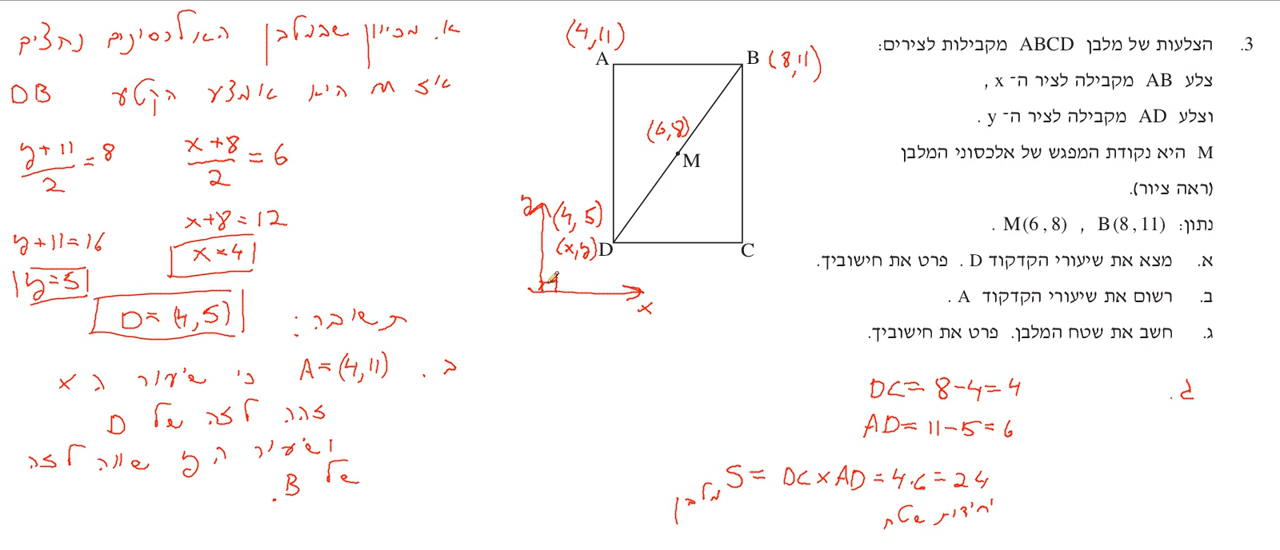 3. הצלעות של מלבן ABCD מקבילות לצירים:
צלע AB מקבילה לציר ה־ x ,
וצלע AD מקבילה לציר ה־ y .
M היא נקודת המפגש של אלכסוני המלבן
(ראה ציור).
נתון: M(6 , 8) , B(8 , 11) .
א. מצא את שיעורי הקדקוד D . פרט את חישוביך.
ב. רשום את שיעורי הקדקוד A .
ג. חשב את שטח המלבן. פרט את חישוביך.
(4,11)
A
B (8,11)
(6,8)
M
y
(4,5)
(x,y) D
C
x
א. מכיוון שבמלבן האלכסונים נחצים
אז M היא אמצע הקטע DB
y+11/2=8
x+8/2=6
y+11=16
x+8=12
y=5
x=4
תשובה: D=(4,5)
ב. A=(4,11) כי שיעור ה x
זהה לזה של D
ושיעור ה y שווה לזה
של B.
ג. DC=8-4=4
AD=11-5=6
S מלבן = DC×AD=4·6=24
יחידות שטח